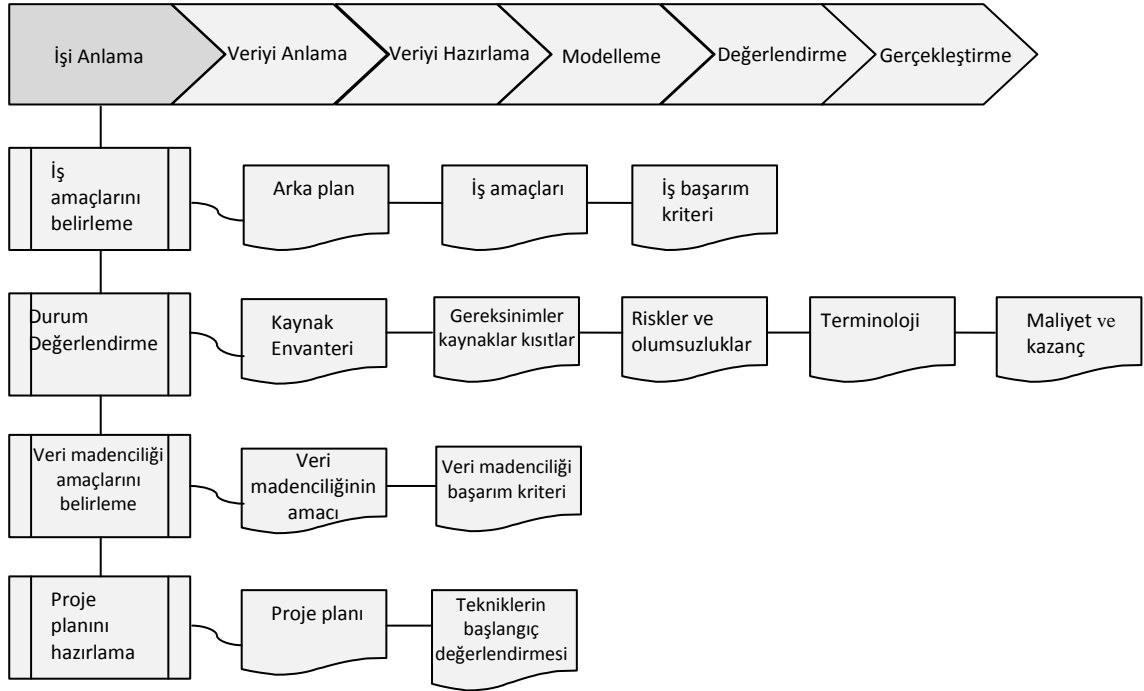 İşi Anlama
Veriyi Anlama
Veriyi Hazırlama
Modelleme
Değerlendirme
Gerçekleştirme
İş
amaçlarını
belirleme
Arka plan
İş amaçları
İş başarım
kriteri
Durum
Değerlendirme
Kaynak
Envanteri
Gereksinimler
kaynaklar kısıtlar
Riskler ve
olumsuzluklar
Terminoloji
Maliyet ve
kazanç
Veri madenciliği
amaçlarını
belirleme
Veri
madenciliğinin
amacı
Veri madenciliği
başarım kriteri
Proje
planını
hazırlama
Proje planı
Tekniklerin
başlangıç
değerlendirmesi